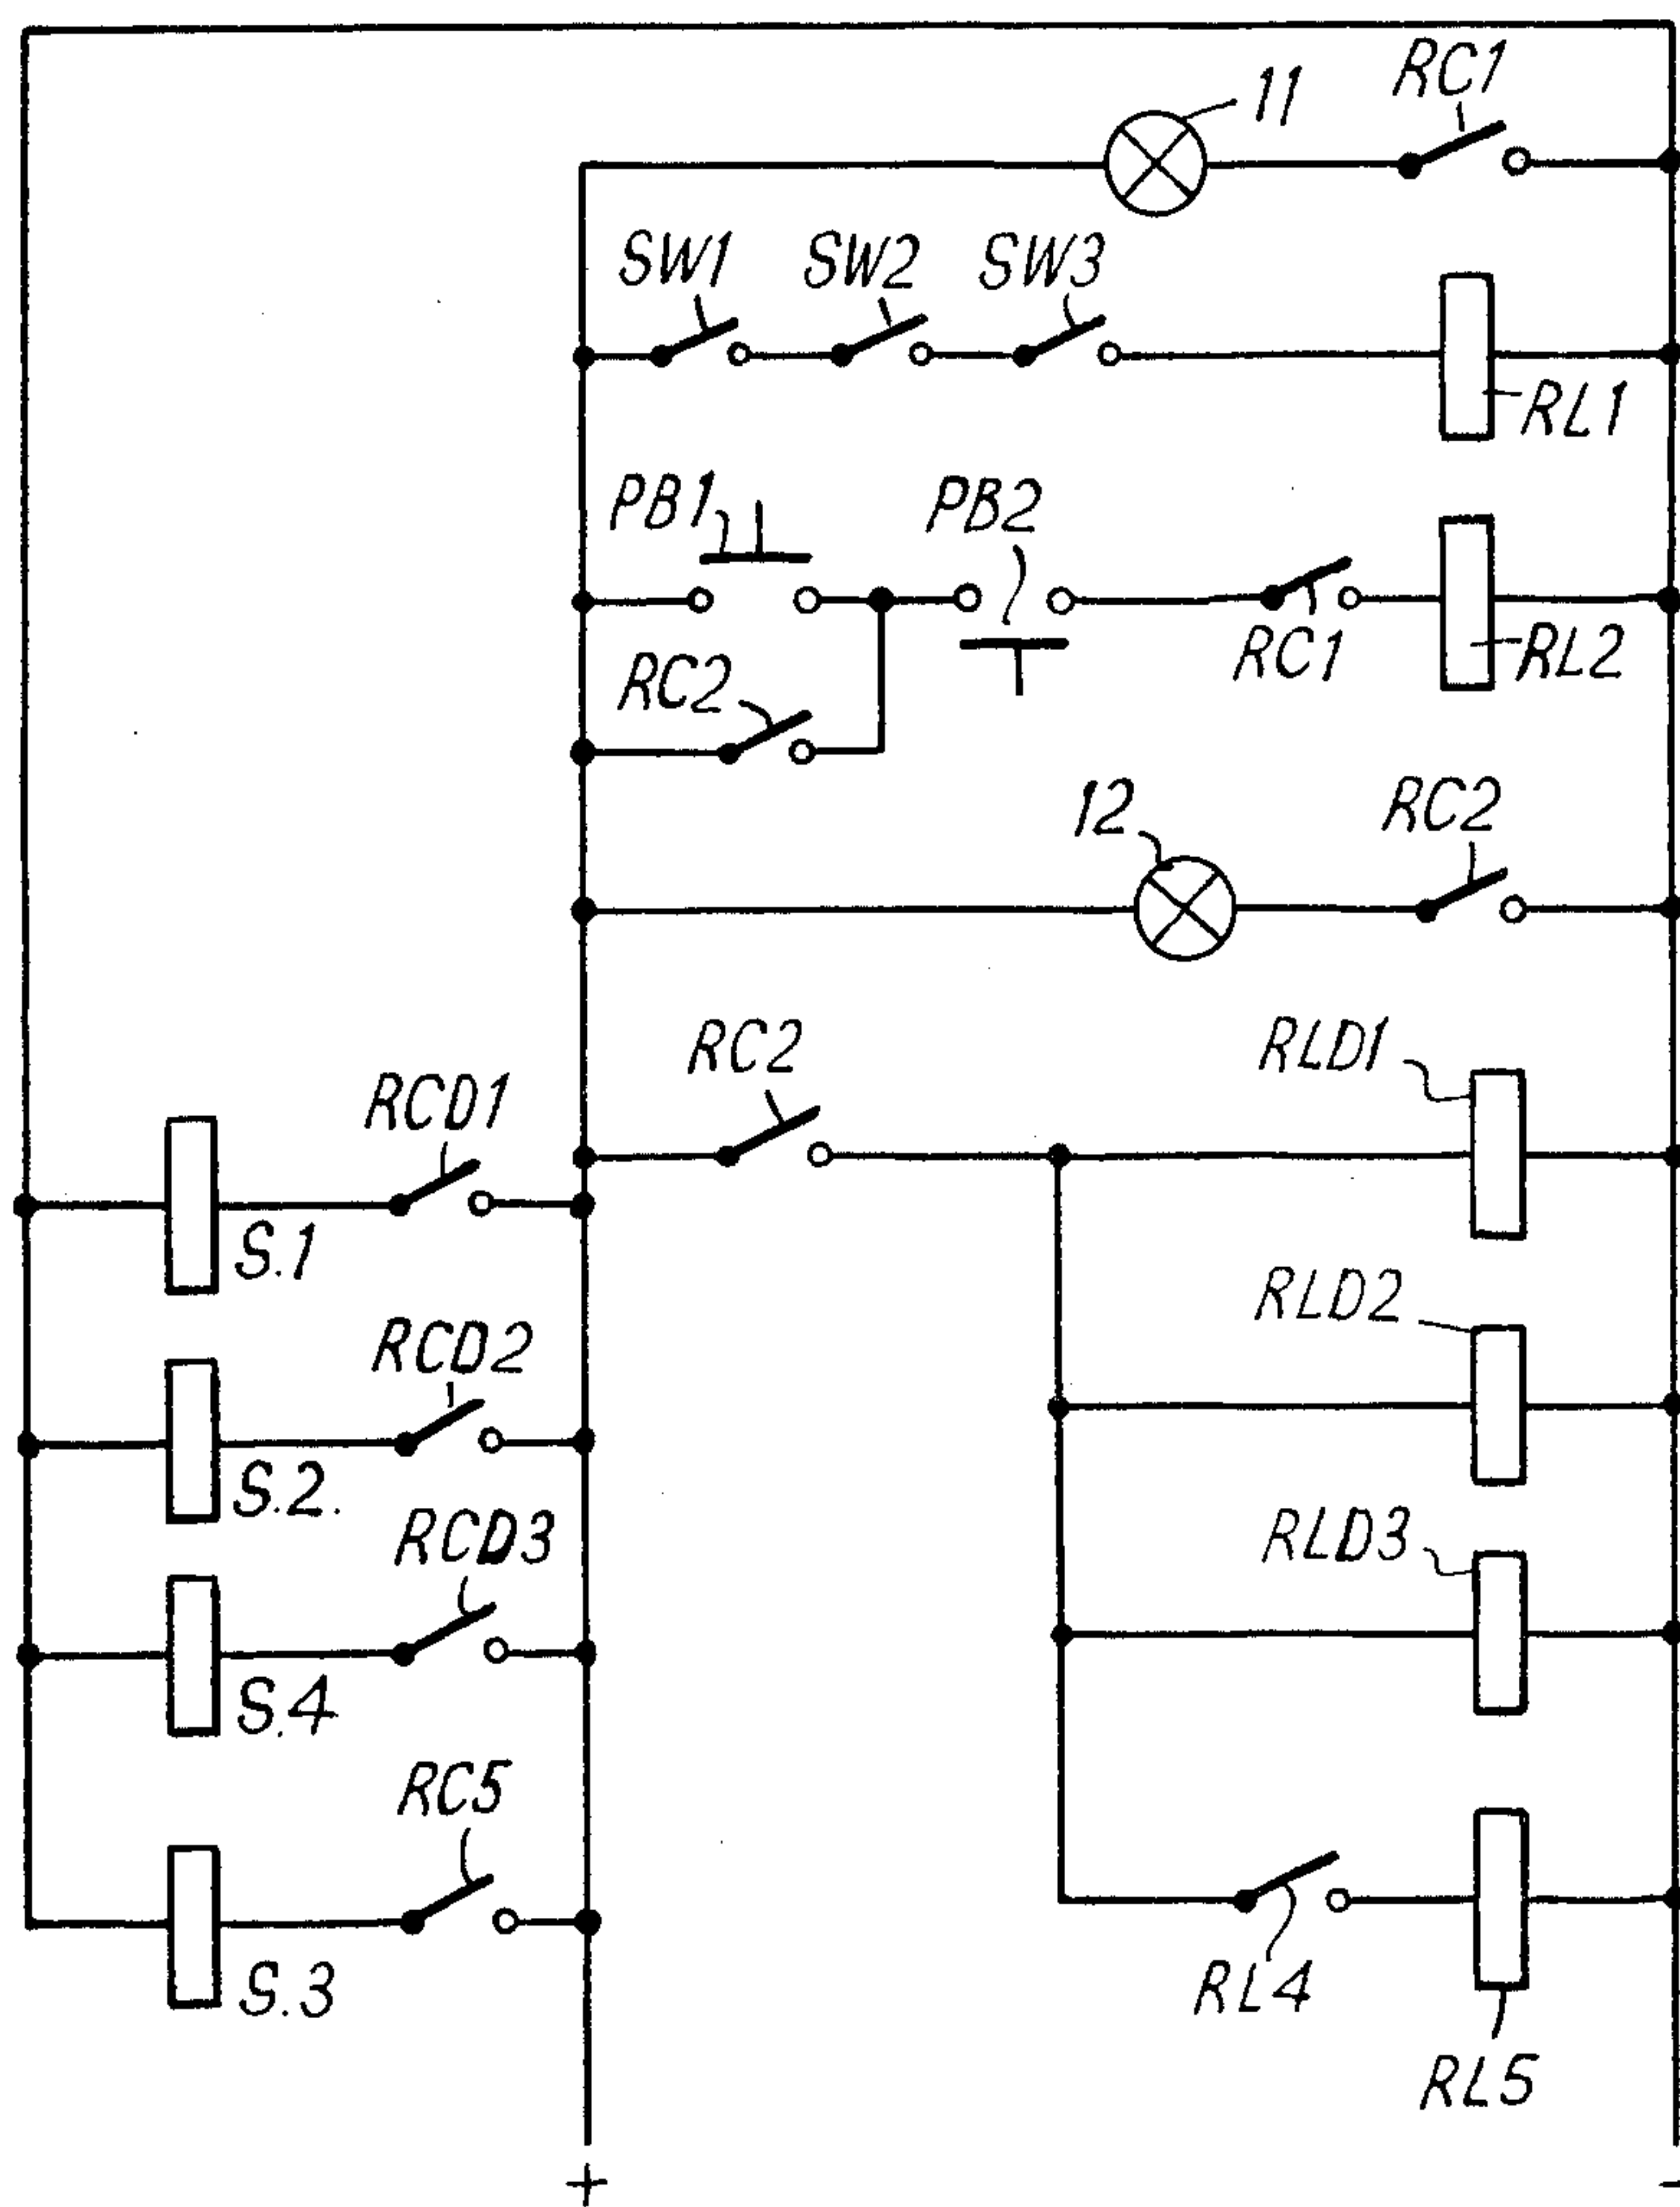 11 RC1
SW1 SW2 SW3
RL1
PB1 PB2
RC1 RL2
RC2
12 RC2
RC2 RLD1
RCD1
S.1
RLD2
RCD2
S.2.
RCD3 RLD3
S.4
RC5
S.3 RL4
RL5
+ -